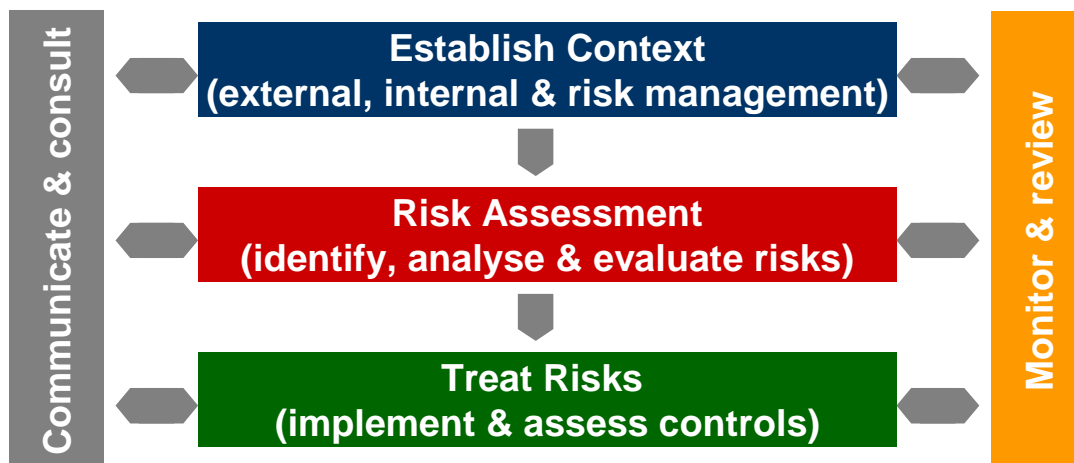 Communicate & consult
Establish Context
(external, internal & risk management)
Risk Assessment
(identify, analyse & evaluate risks)
Treat Risks
(implement & assess controls)
Monitor & review